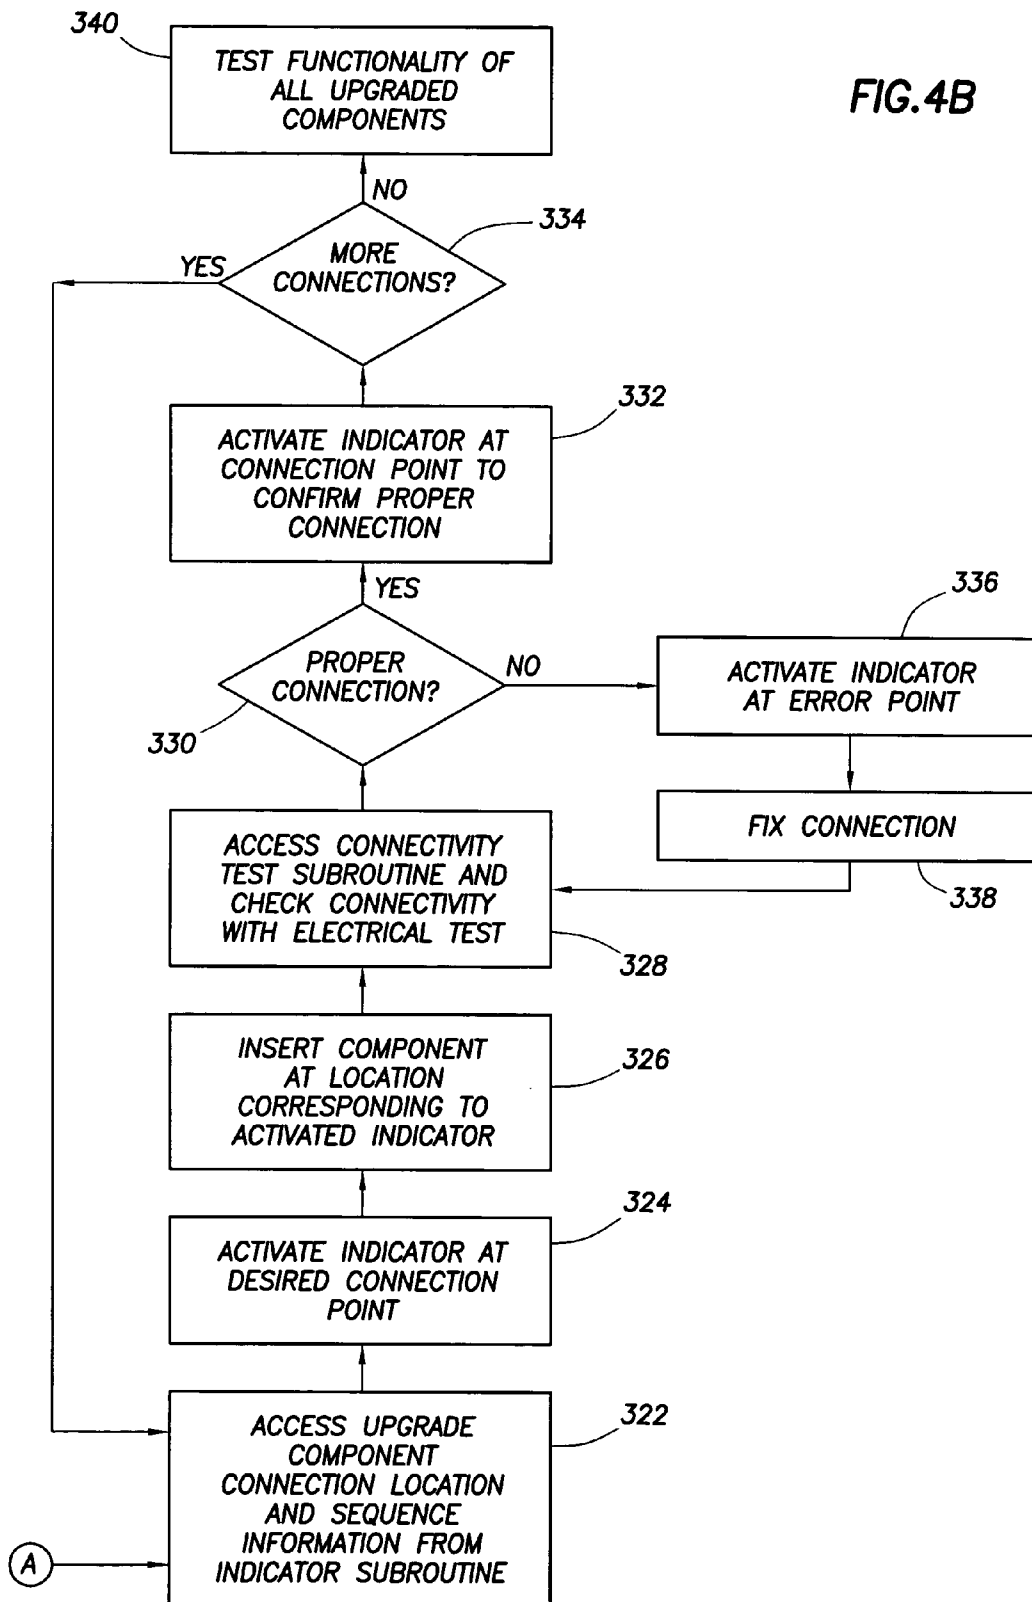 340
TEST FUNCTIONALITY OF
ALL UPGRADED
COMPONENTS
FIG.4B
NO
334
MORE
CONNECTIONS?
YES
332
ACTIVATE INDICATOR AT
CONNECTION POINT TO
CONFIRM PROPER
CONNECTION
YES
336
PROPER
CONNECTION?
NO
ACTIVATE INDICATOR
AT ERROR POINT
330
ACCESS CONNECTIVITY
TEST SUBROUTINE AND
CHECK CONNECTIVITY
WITH ELECTRICAL TEST
FIX CONNECTION
338
328
INSERT COMPONENT
AT LOCATION
CORRESPONDING TO
ACTIVATED INDICATOR
326
324
ACTIVATE INDICATOR AT
DESIRED CONNECTION
POINT
322
ACCESS UPGRADE
COMPONENT
CONNECTION LOCATION
AND SEQUENCE
INFORMATION FROM
INDICATOR SUBROUTINE
A